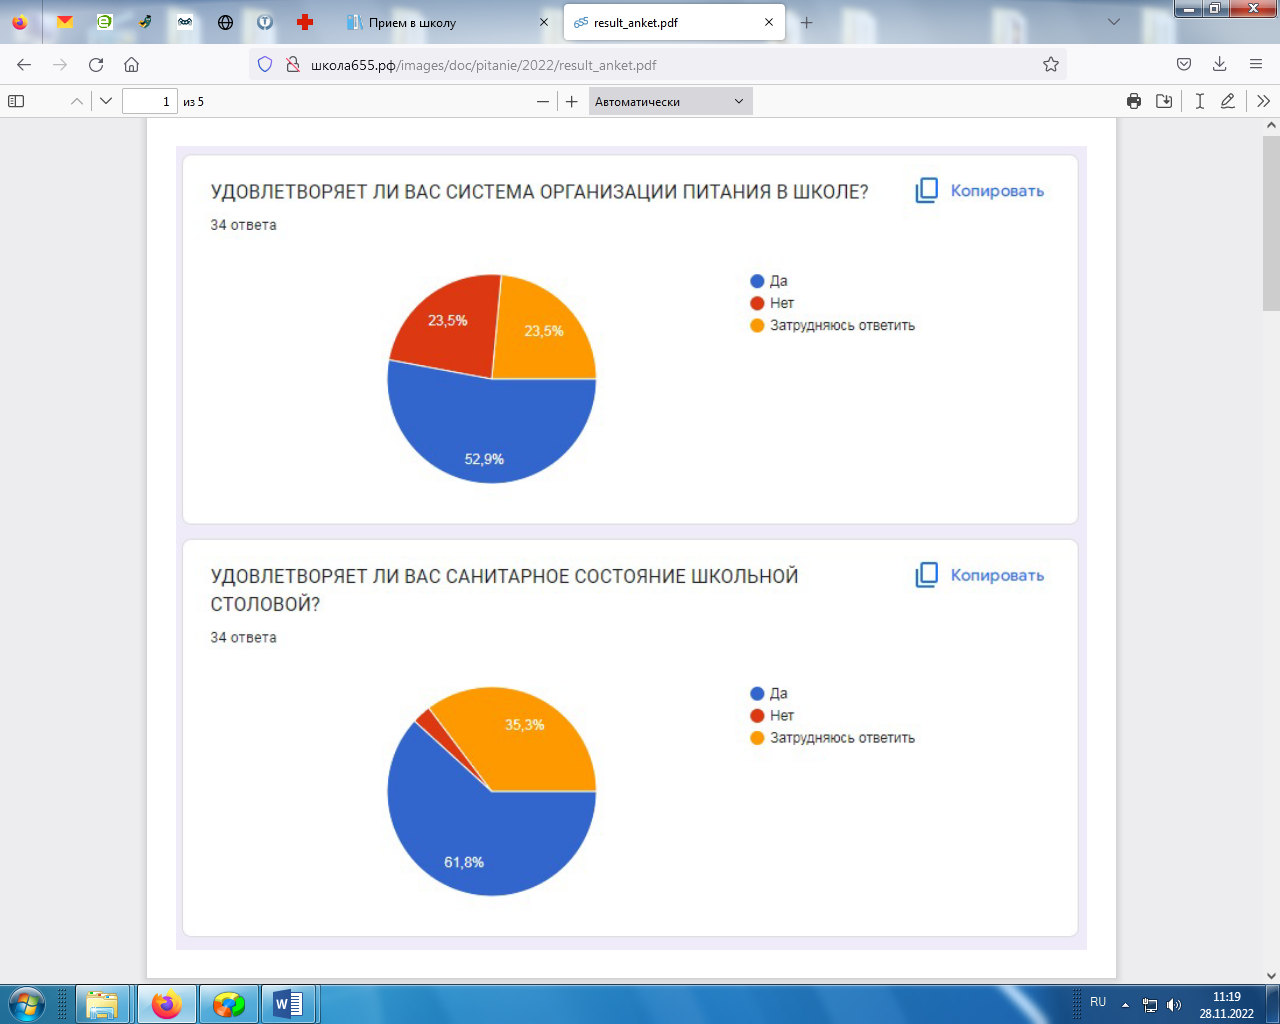 Прием в школу
result_anket.pdf
школа655.рф/images/doc/pitanie/2022/result_anket.pdf
1 из 5
Автоматически
УДОВЛЕТВОРЯЕТ ЛИ ВАС СИСТЕМА ОРГАНИЗАЦИИ ПИТАНИЯ В ШКОЛЕ?
Копировать
34 ответа
Да
Нет
Затрудняюсь ответить
23,5%
23,5%
52,9%
УДОВЛЕТВОРЯЕТ ЛИ ВАС САНИТАРНОЕ СОСТОЯНИЕ ШКОЛЬНОЙ
СТОЛОВОЙ?
Копировать
34 ответа
Да
Нет
Затрудняюсь ответить
35,3%
61,8%
RU
11:19
28.11.2022